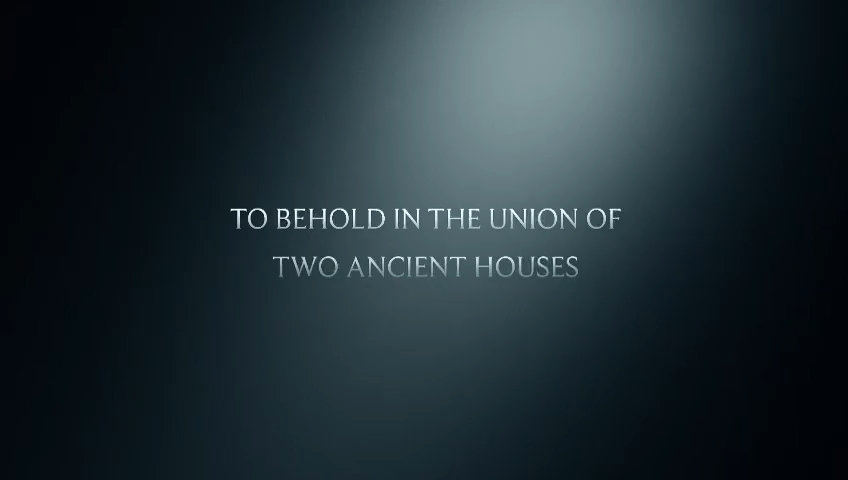 TO BEHOLD IN THE UNION OF
TWO ANCIENT HOUSES